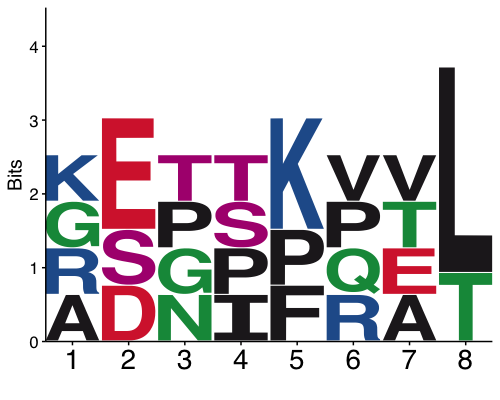 Bits
4
3
2
1
0
K E T T K V V L
G S P S P P T T
R D G P F Q E
A N I R A
1 2 3 4 5 6 7 8